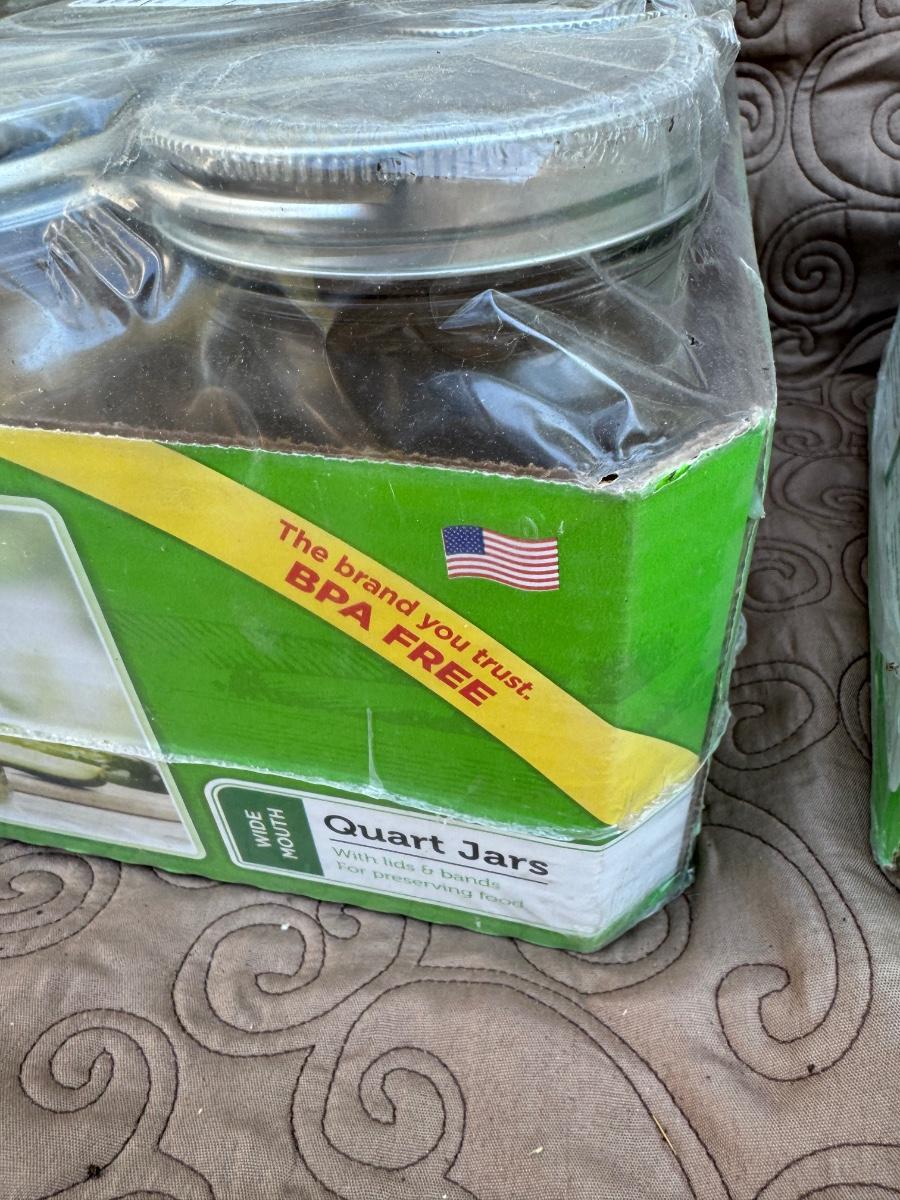 The brand you trust.
BPA FREE
WIDE
MOUTH
Quart Jars
With lids & bands
For preserving food